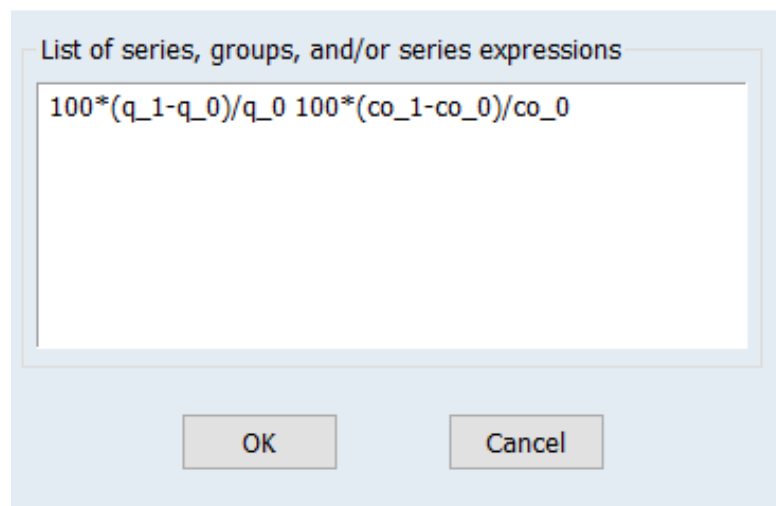 List of series, groups, and/or series expressions
100*(q_1-q_0)/q_0 100*(co_1-co_0)/co_0
OK
Cancel